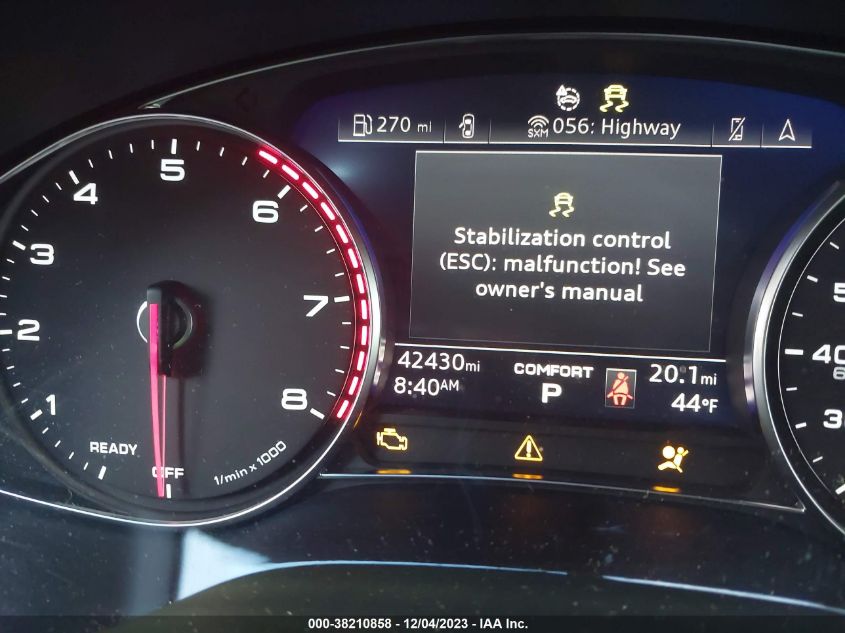 270 mi
SXM 056: Highway
Stabilization control
(ESC): malfunction! See
owner's manual
42430mi
COMFORT
20.1mi
8:40AM
P
44°F
1
2
3
4
5
6
7
8
READY
OFF
1/min x 1000
000-38210858 - 12/04/2023 - IAA Inc.